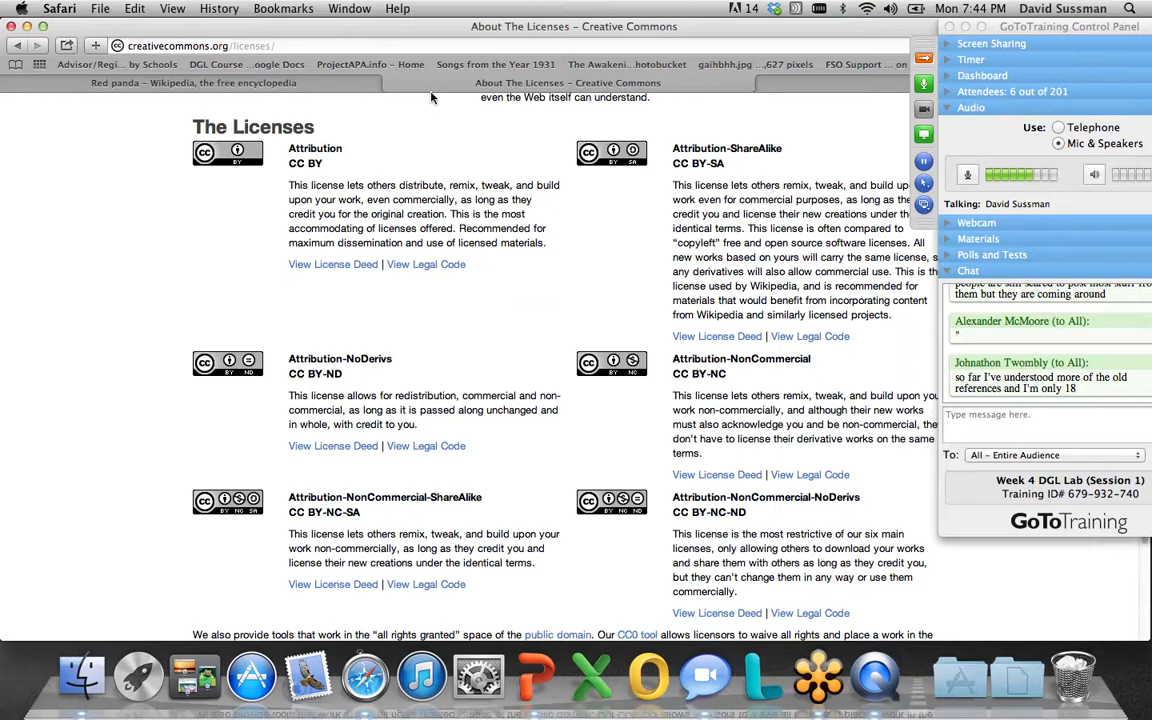 Safari File Edit View History Bookmarks Window Help
14 Mon 7:44 PM David Sussman
About The Licenses – Creative Commons
creativecommons.org/licenses/
Advisor/Regi... by Schools DGL Course ...oogle Docs ProjectAPA.info – Home Songs from the Year 1931 The Awakeni...hotobucket gaihbhh.jpg ...,627 pixels FSO Support ... on
Red panda – Wikipedia, the free encyclopedia
About The Licenses – Creative Commons
even the Web itself can understand.
The Licenses
Attribution
CC BY
This license lets others distribute, remix, tweak, and build
upon your work, even commercially, as long as they
credit you for the original creation. This is the most
accommodating of licenses offered. Recommended for
maximum dissemination and use of licensed materials.
View License Deed | View Legal Code
Attribution-ShareAlike
CC BY-SA
This license lets others remix, tweak, and build up
work even for commercial purposes, as long as they
credit you and license their new creations under the
identical terms. This license is often compared to
“copyleft” free and open source software licenses. All
new works based on yours will carry the same license, s
any derivatives will also allow commercial use. This is the
license used by Wikipedia, and is recommended for
materials that would benefit from incorporating content
from Wikipedia and similarly licensed projects.
View License Deed | View Legal Code
Attribution-NoDerivs
CC BY-ND
This license allows for redistribution, commercial and non-
commercial, as long as it is passed along unchanged and
in whole, with credit to you.
View License Deed | View Legal Code
Attribution-NonCommercial
CC BY-NC
This license lets others remix, tweak, and build upon you
work non-commercially, and although their new works
must also acknowledge you and be non-commercial, they
don’t have to license their derivative works on the same
terms.
View License Deed | View Legal Code
Attribution-NonCommercial-ShareAlike
CC BY-NC-SA
This license lets others remix, tweak, and build upon your
work non-commercially, as long as they credit you and
license their new creations under the identical terms.
View License Deed | View Legal Code
Attribution-NonCommercial-NoDerivs
CC BY-NC-ND
This license is the most restrictive of our six main
licenses, only allowing others to download your works
and share them with others as long as they credit you,
but they can’t change them in any way or use them
commercially.
View License Deed | View Legal Code
We also provide tools that work in the “all rights granted” space of the public domain. Our CC0 tool allows licensors to waive all rights and place a work in the
GoToTraining Control Panel
Screen Sharing
Timer
Dashboard
Attendees: 6 out of 201
Audio
Use: Telephone
Mic & Speakers
Talking: David Sussman
Webcam
Materials
Polls and Tests
Chat
people are still scared to post most stuff from
them but they are coming around
Alexander McMoore (to All):
"
Johnathon Twombly (to All):
so far I've understood more of the old
references and I'm only 18
Type message here.
To: All – Entire Audience
Week 4 DGL Lab (Session 1)
Training ID# 679-932-740
GoToTraining